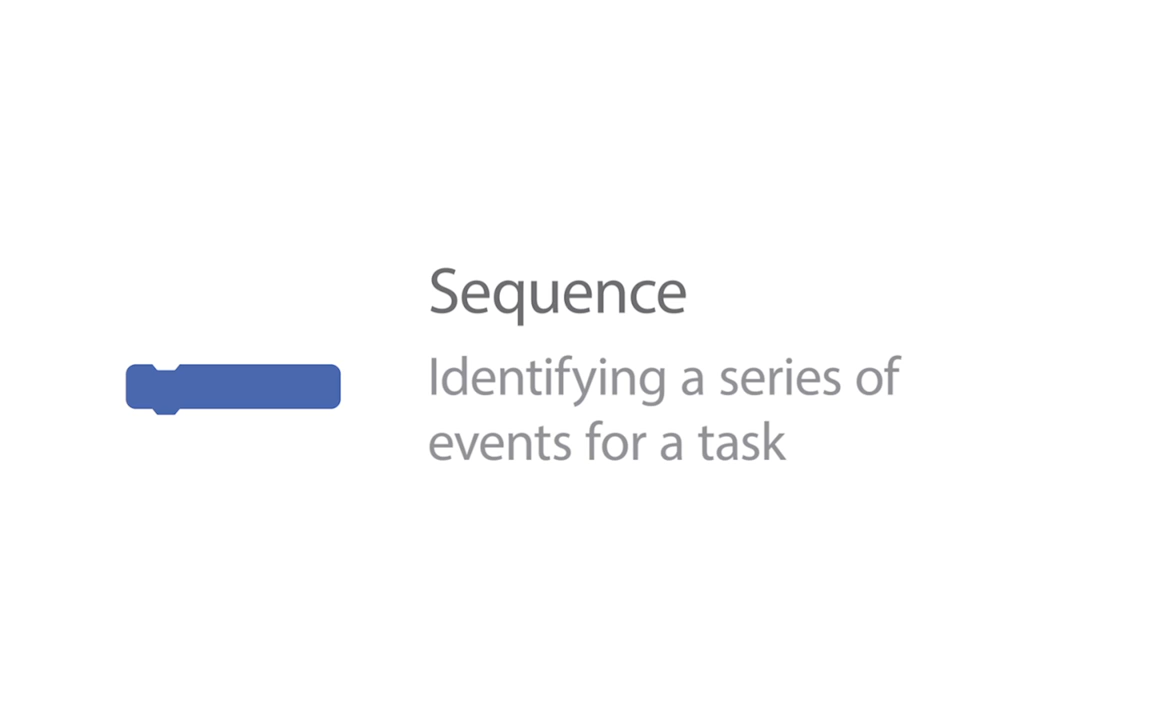 Sequence
Identifying a series of
events for a task